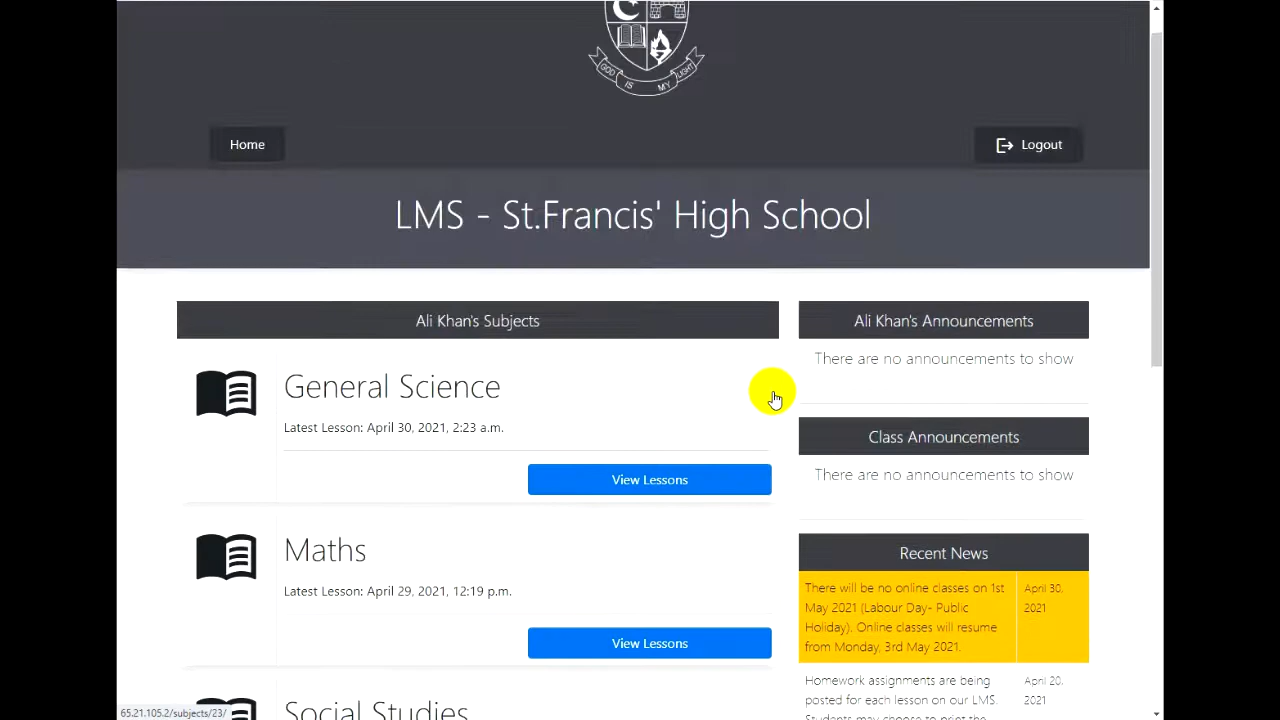 GOD IS MY LIGHT
Home
Logout
LMS - St.Francis' High School
Ali Khan's Subjects
General Science
Latest Lesson: April 30, 2021, 2:23 a.m.
View Lessons
Maths
Latest Lesson: April 29, 2021, 12:19 p.m.
View Lessons
Social Studies
Ali Khan's Announcements
There are no announcements to show
Class Announcements
There are no announcements to show
Recent News
There will be no online classes on 1st
May 2021 (Labour Day- Public
Holiday). Online classes will resume
from Monday, 3rd May 2021.
April 30,
2021
Homework assignments are being
posted for each lesson on our LMS.
Students may choose to print the
April 20,
2021
65.21.105.2/subjects/23/